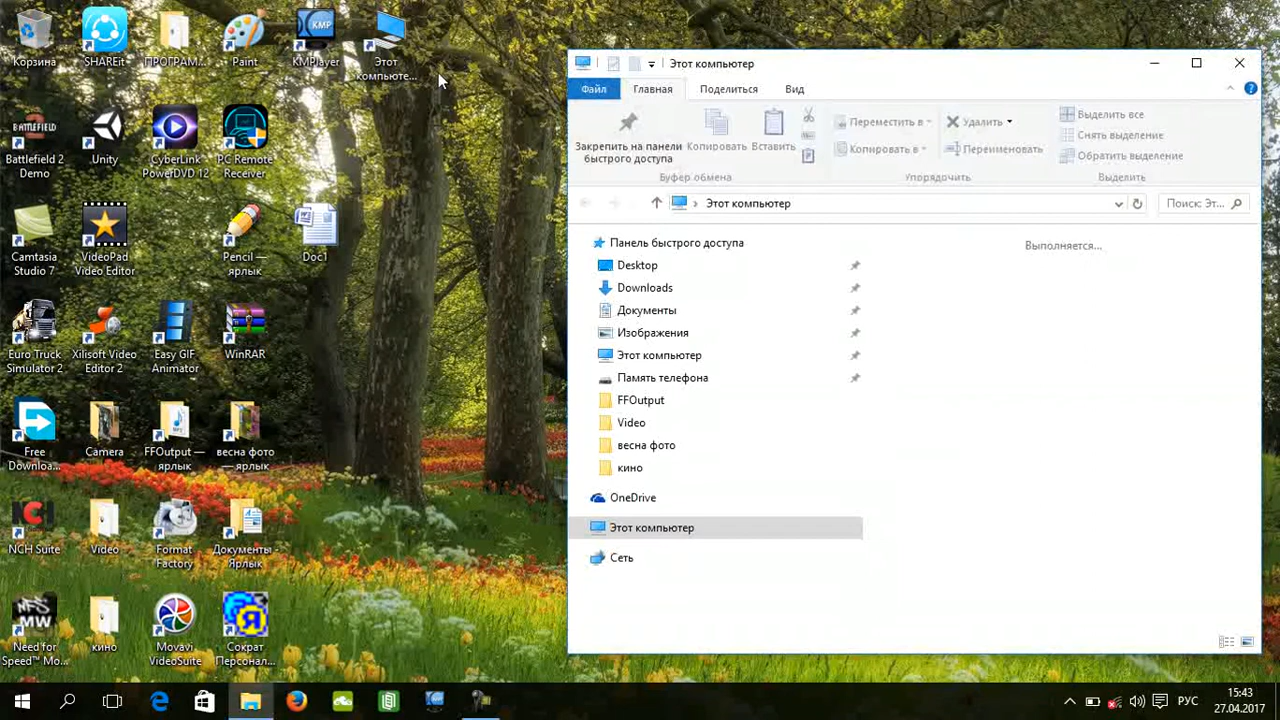 Корзина
SHAREit
ПРОГРАМ...
Paint
KMPlayer
Этот
компьюте...
Battlefield 2
Demo
Unity
CyberLink
PowerDVD 12
PC Remote
Receiver
Camtasia
Studio 7
VideoPad
Video Editor
Pencil —
ярлык
Doc1
Euro Truck
Simulator 2
Xilisoft Video
Editor 2
Easy GIF
Animator
WinRAR
Free
Downloa...
Camera
FFOutput —
ярлык
весна фото
— ярлык
NCH Suite
Video
Format
Factory
Документы -
Ярлык
Need for
Speed™ Mo...
кино
Movavi
VideoSuite
Сократ
Персонал...
Этот компьютер
Файл
Главная
Поделиться
Вид
Закрепить на панели
быстрого доступа
Копировать
Вставить
Буфер обмена
Переместить в
Копировать в
Удалить
Переименовать
Упорядочить
Выделить все
Снять выделение
Обратить выделение
Выделить
Этот компьютер
Поиск: Эт...
Панель быстрого доступа
Desktop
Downloads
Документы
Изображения
Этот компьютер
Память телефона
FFOutput
Video
весна фото
кино
OneDrive
Этот компьютер
Сеть
Выполняется...
РУС
15:43
27.04.2017